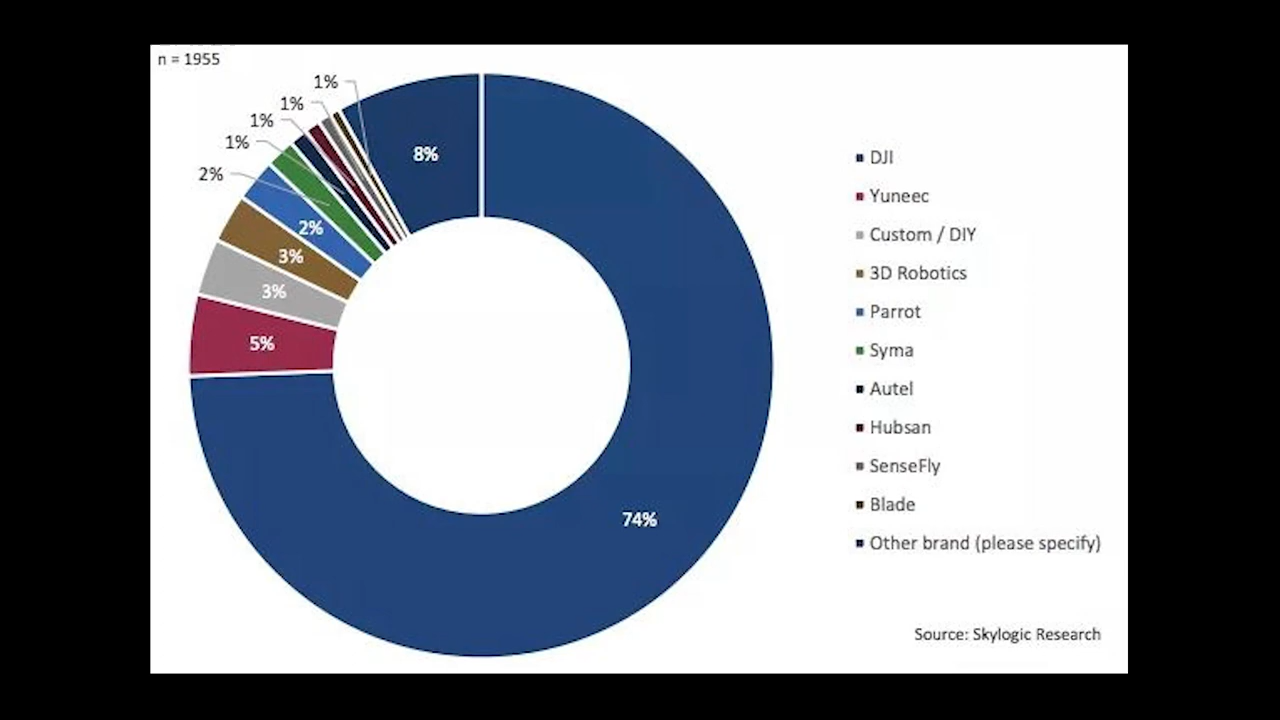 n = 1955
1%
1%
1%
1%
2%
8%
2%
3%
3%
5%
74%
DJI
Yuneec
Custom / DIY
3D Robotics
Parrot
Syma
Autel
Hubsan
SenseFly
Blade
Other brand (please specify)
Source: Skylogic Research